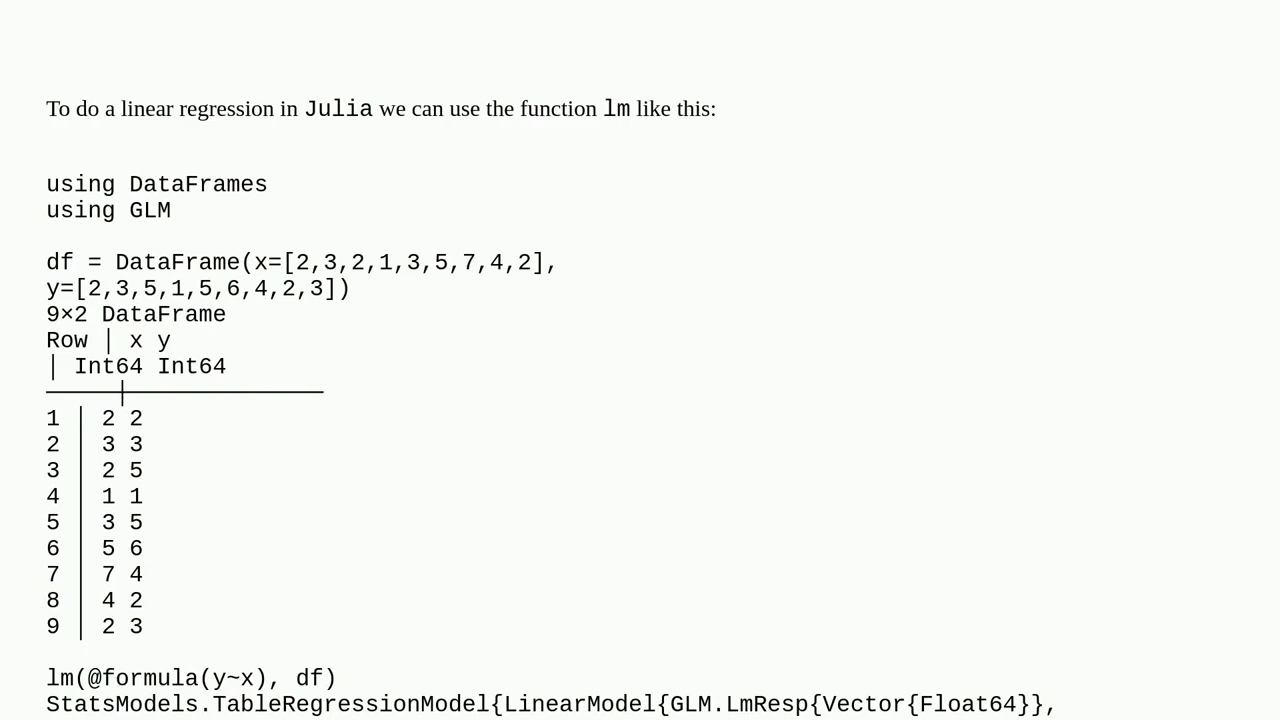 To do a linear regression in Julia we can use the function lm like this:
using DataFrames
using GLM
df = DataFrame(x=[2,3,2,1,3,5,7,4,2],
y=[2,3,5,1,5,6,4,2,3])
9×2 DataFrame
Row │ x y
│ Int64 Int64
─────┼──────────────
1 │ 2 2
2 │ 3 3
3 │ 2 5
4 │ 1 1
5 │ 3 5
6 │ 5 6
7 │ 7 4
8 │ 4 2
9 │ 2 3
lm(@formula(y~x), df)
StatsModels.TableRegressionModel{LinearModel{GLM.LmResp{Vector{Float64}},